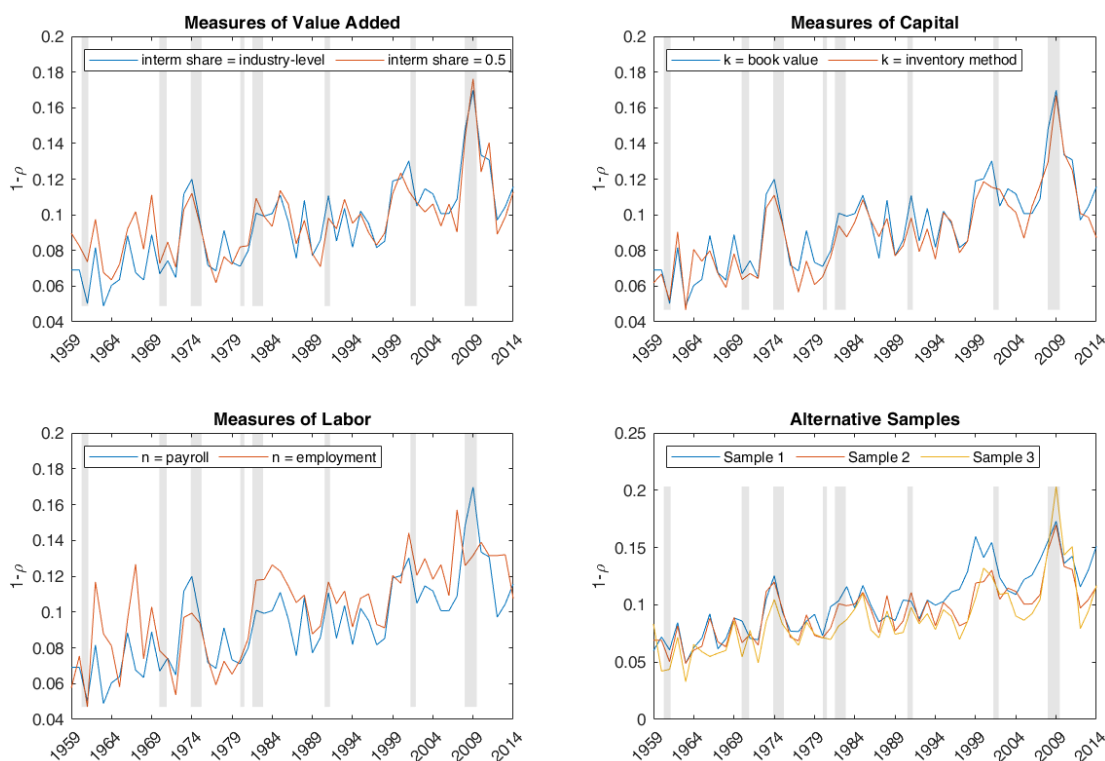 Measures of Value Added
interm share = industry-level interm share = 0.5
1-ρ
0.2
0.18
0.16
0.14
0.12
0.1
0.08
0.06
0.04
1959 1964 1969 1974 1979 1984 1989 1994 1999 2004 2009 2014
Measures of Capital
k = book value k = inventory method
1-ρ
0.2
0.18
0.16
0.14
0.12
0.1
0.08
0.06
0.04
1959 1964 1969 1974 1979 1984 1989 1994 1999 2004 2009 2014
Measures of Labor
n = payroll n = employment
1-ρ
0.2
0.18
0.16
0.14
0.12
0.1
0.08
0.06
0.04
1959 1964 1969 1974 1979 1984 1989 1994 1999 2004 2009 2014
Alternative Samples
Sample 1 Sample 2 Sample 3
1-ρ
0.25
0.2
0.15
0.1
0.05
0
1959 1964 1969 1974 1979 1984 1989 1994 1999 2004 2009 2014